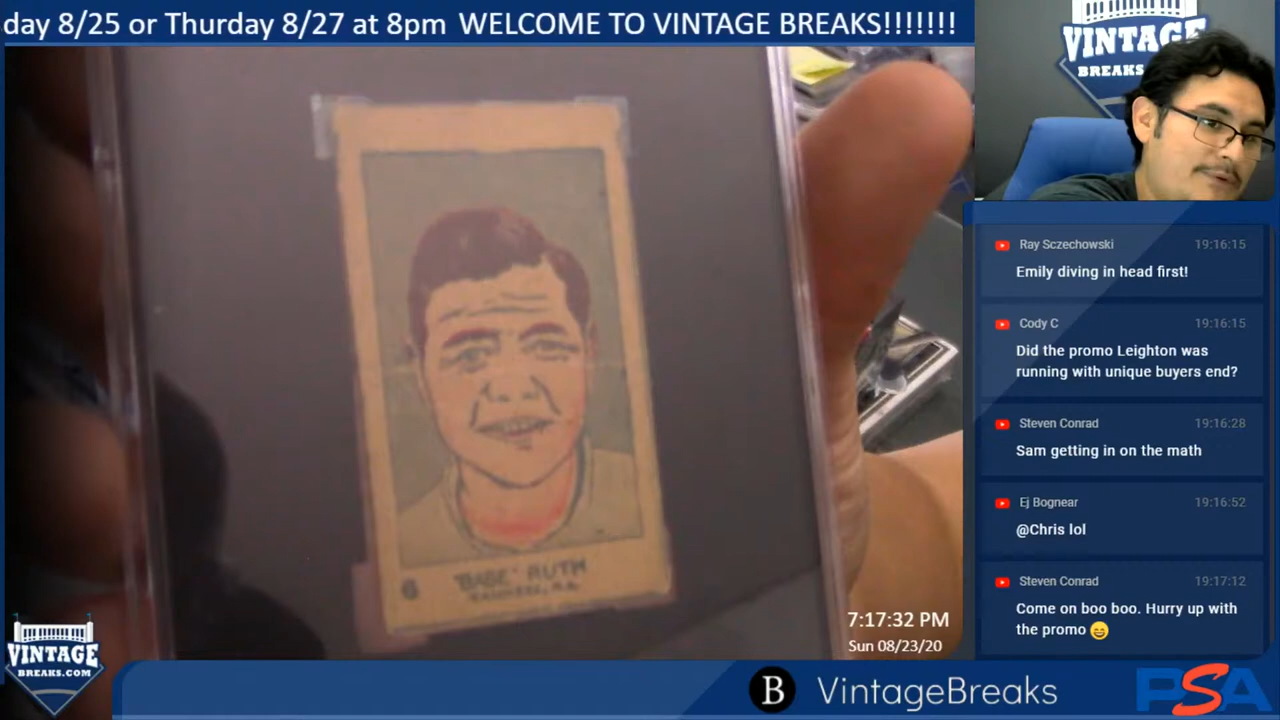 day 8/25 or Thurday 8/27 at 8pm WELCOME TO VINTAGE BREAKS!!!!!!!
VINTAGE
BREAKS
Ray Sczechowski 19:16:15
Emily diving in head first!
Cody C 19:16:15
Did the promo Leighton was
running with unique buyers end?
Steven Conrad 19:16:28
Sam getting in on the math
Ej Bognear 19:16:52
@Chris lol
Steven Conrad 19:17:12
Come on boo boo. Hurry up with
the promo 😄
6 "BABE" RUTH
7:17:32 PM
Sun 08/23/20
VINTAGE
BREAKS.COM
B VintageBreaks
PSA